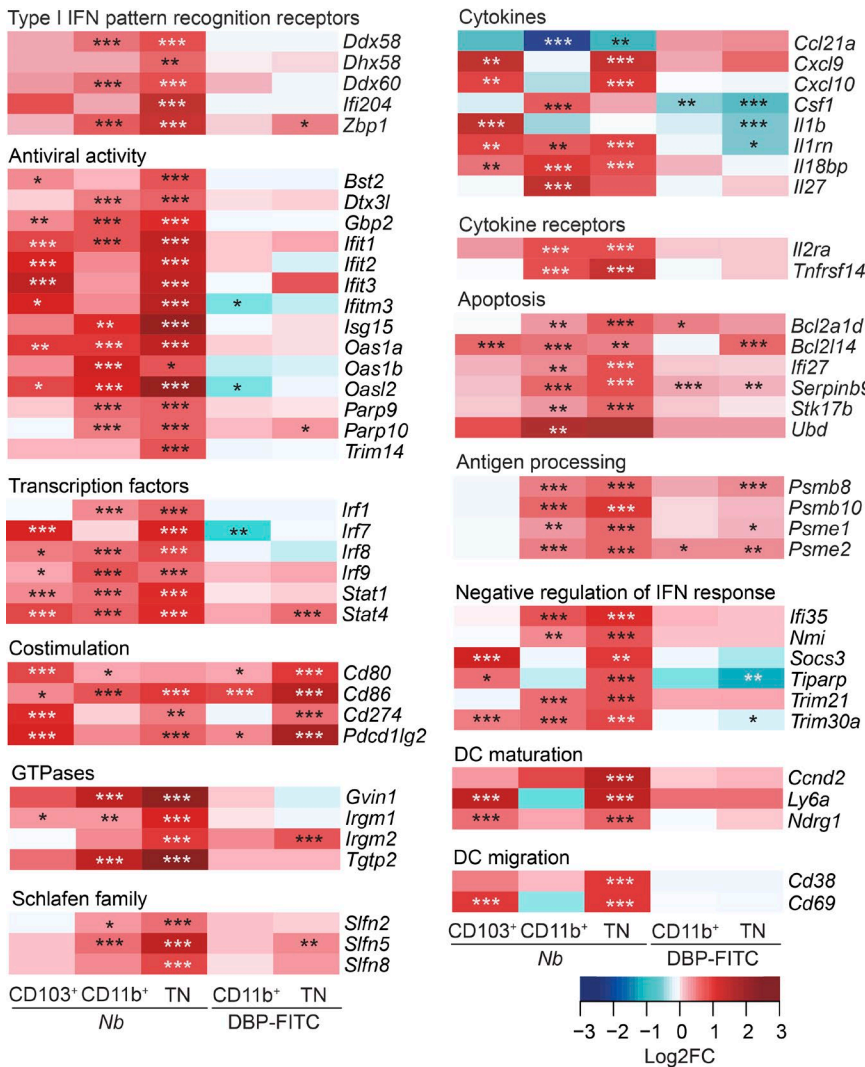 Type I IFN pattern recognition receptors
*** *** Ddx58
** Dhx58
*** *** Ddx60
*** Ifi204
*** *** * Zbp1
Antiviral activity
* *** Bst2
*** *** Dtx3l
** *** *** Gbp2
*** *** *** Ifit1
*** *** Ifit2
*** *** Ifit3
* *** * Ifitm3
** *** Isg15
** *** *** Oas1a
*** * Oas1b
* *** *** * Oasl2
*** *** Parp9
*** *** * Parp10
*** Trim14
Transcription factors
*** *** Irf1
*** *** ** Irf7
* *** *** Irf8
* *** *** Irf9
*** *** *** Stat1
*** *** *** *** Stat4
Costimulation
*** * * *** Cd80
* *** *** *** *** Cd86
*** ** *** Cd274
*** *** * *** Pdcd1lg2
GTPases
*** *** Gvin1
* ** *** Irgm1
*** *** Irgm2
*** *** Tgtp2
Schlafen family
* *** Slfn2
*** *** ** Slfn5
*** Slfn8
CD103+ CD11b+ TN CD11b+ TN
Nb DBP-FITC
Cytokines
*** ** Ccl21a
** *** Cxcl9
** *** Cxcl10
*** ** *** Csf1
*** *** Il1b
** ** *** * Il1rn
** *** *** Il18bp
*** Il27
Cytokine receptors
*** *** Il2ra
*** *** Tnfrsf14
Apoptosis
** *** * Bcl2a1d
*** *** ** *** Bcl2l14
** *** Ifi27
*** *** *** ** Serpinb9
** *** Stk17b
** Ubd
Antigen processing
*** *** *** Psmb8
*** *** Psmb10
** *** * Psme1
*** *** * ** Psme2
Negative regulation of IFN response
*** *** Ifi35
** *** Nmi
*** ** Socs3
* *** ** Tiparp
*** *** Trim21
*** *** *** * Trim30a
DC maturation
*** Ccnd2
*** *** Ly6a
*** *** Ndrg1
DC migration
*** Cd38
*** *** Cd69
CD103+ CD11b+ TN CD11b+ TN
Nb DBP-FITC
−3 −2 −1 0 1 2 3
Log2FC